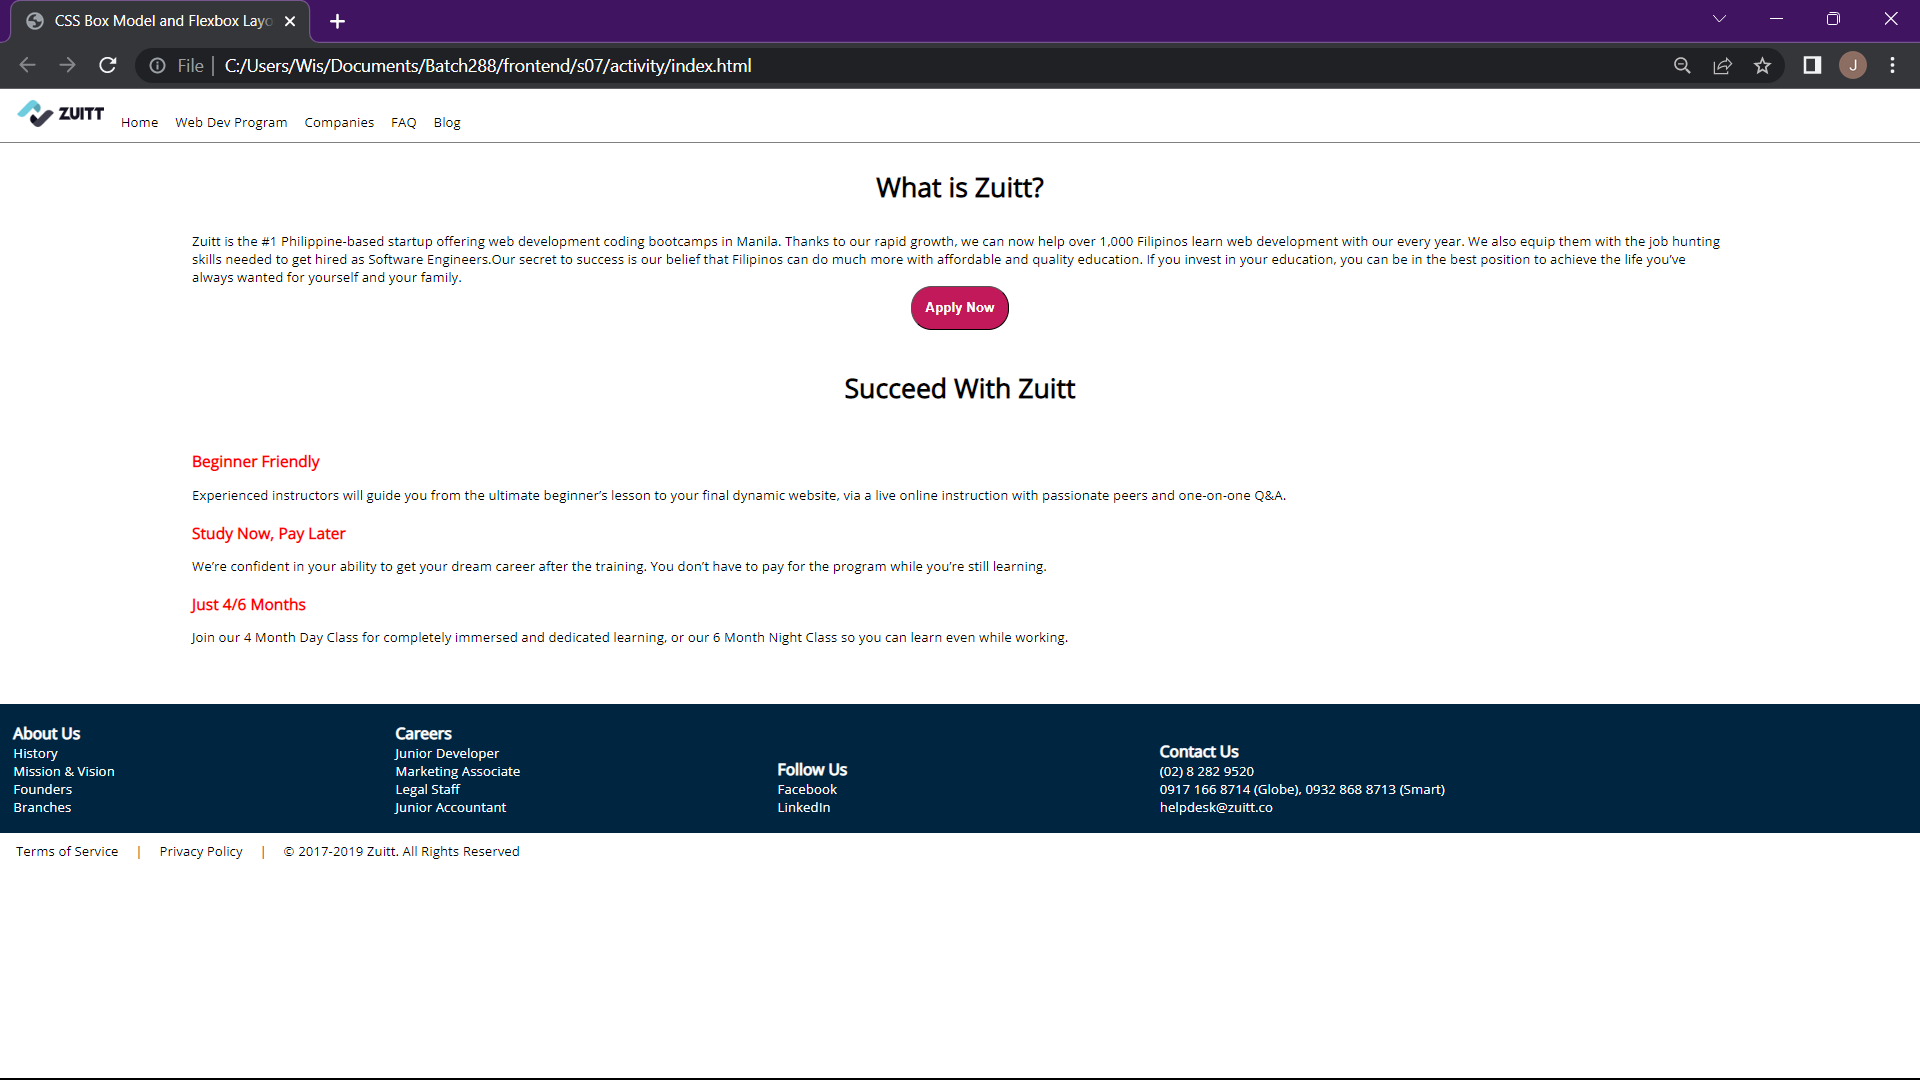 CSS Box Model and Flexbox Layo
File | C:/Users/Wis/Documents/Batch288/frontend/s07/activity/index.html
J
ZUITT
Home Web Dev Program Companies FAQ Blog
What is Zuitt?
Zuitt is the #1 Philippine-based startup offering web development coding bootcamps in Manila. Thanks to our rapid growth, we can now help over 1,000 Filipinos learn web development with our every year. We also equip them with the job hunting
skills needed to get hired as Software Engineers.Our secret to success is our belief that Filipinos can do much more with affordable and quality education. If you invest in your education, you can be in the best position to achieve the life you’ve
always wanted for yourself and your family.
Apply Now
Succeed With Zuitt
Beginner Friendly
Experienced instructors will guide you from the ultimate beginner’s lesson to your final dynamic website, via a live online instruction with passionate peers and one-on-one Q&A.
Study Now, Pay Later
We’re confident in your ability to get your dream career after the training. You don’t have to pay for the program while you’re still learning.
Just 4/6 Months
Join our 4 Month Day Class for completely immersed and dedicated learning, or our 6 Month Night Class so you can learn even while working.
About Us
History
Mission & Vision
Founders
Branches
Careers
Junior Developer
Marketing Associate
Legal Staff
Junior Accountant
Follow Us
Facebook
LinkedIn
Contact Us
(02) 8 282 9520
0917 166 8714 (Globe), 0932 868 8713 (Smart)
helpdesk@zuitt.co
Terms of Service | Privacy Policy | © 2017-2019 Zuitt. All Rights Reserved